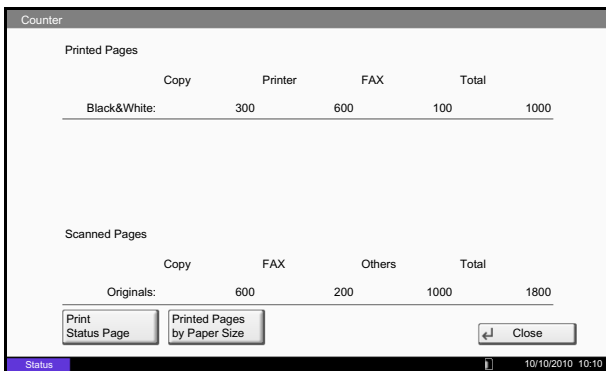 Counter
Printed Pages
Copy Printer FAX Total
Black&White: 300 600 100 1000
Scanned Pages
Copy FAX Others Total
Originals: 600 200 1000 1800
Print
Status Page
Printed Pages
by Paper Size
Close
Status 10/10/2010 10:10